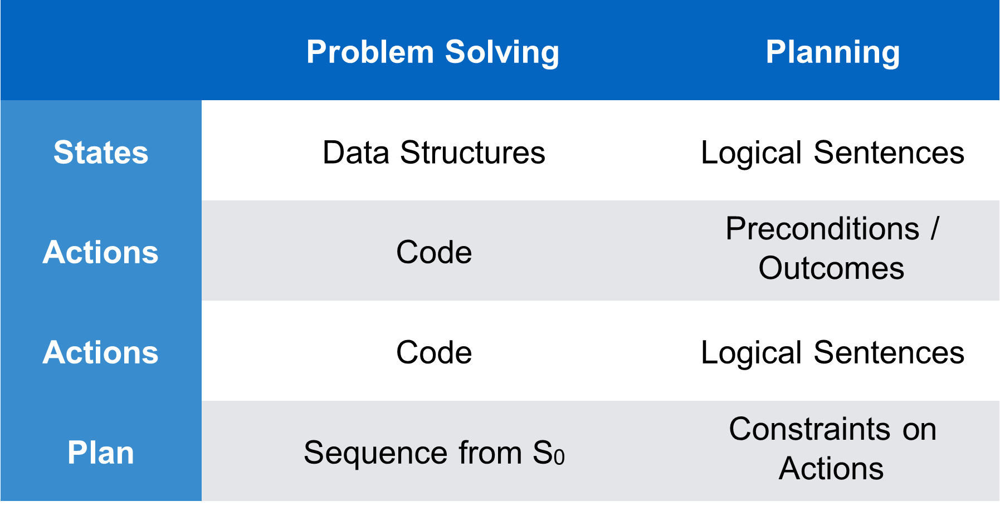 Problem Solving Planning
States Data Structures Logical Sentences
Actions Code Preconditions /
Outcomes
Actions Code Logical Sentences
Plan Sequence from S₀ Constraints on
Actions